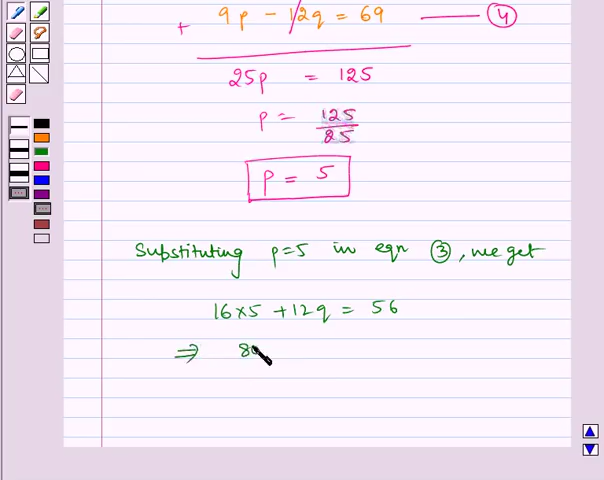 9p - 12q = 69 ④
+
25p = 125
p = 125/25
p = 5
Substituting p=5 in eqn ③, we get
16×5 + 12q = 56
⇒ 80